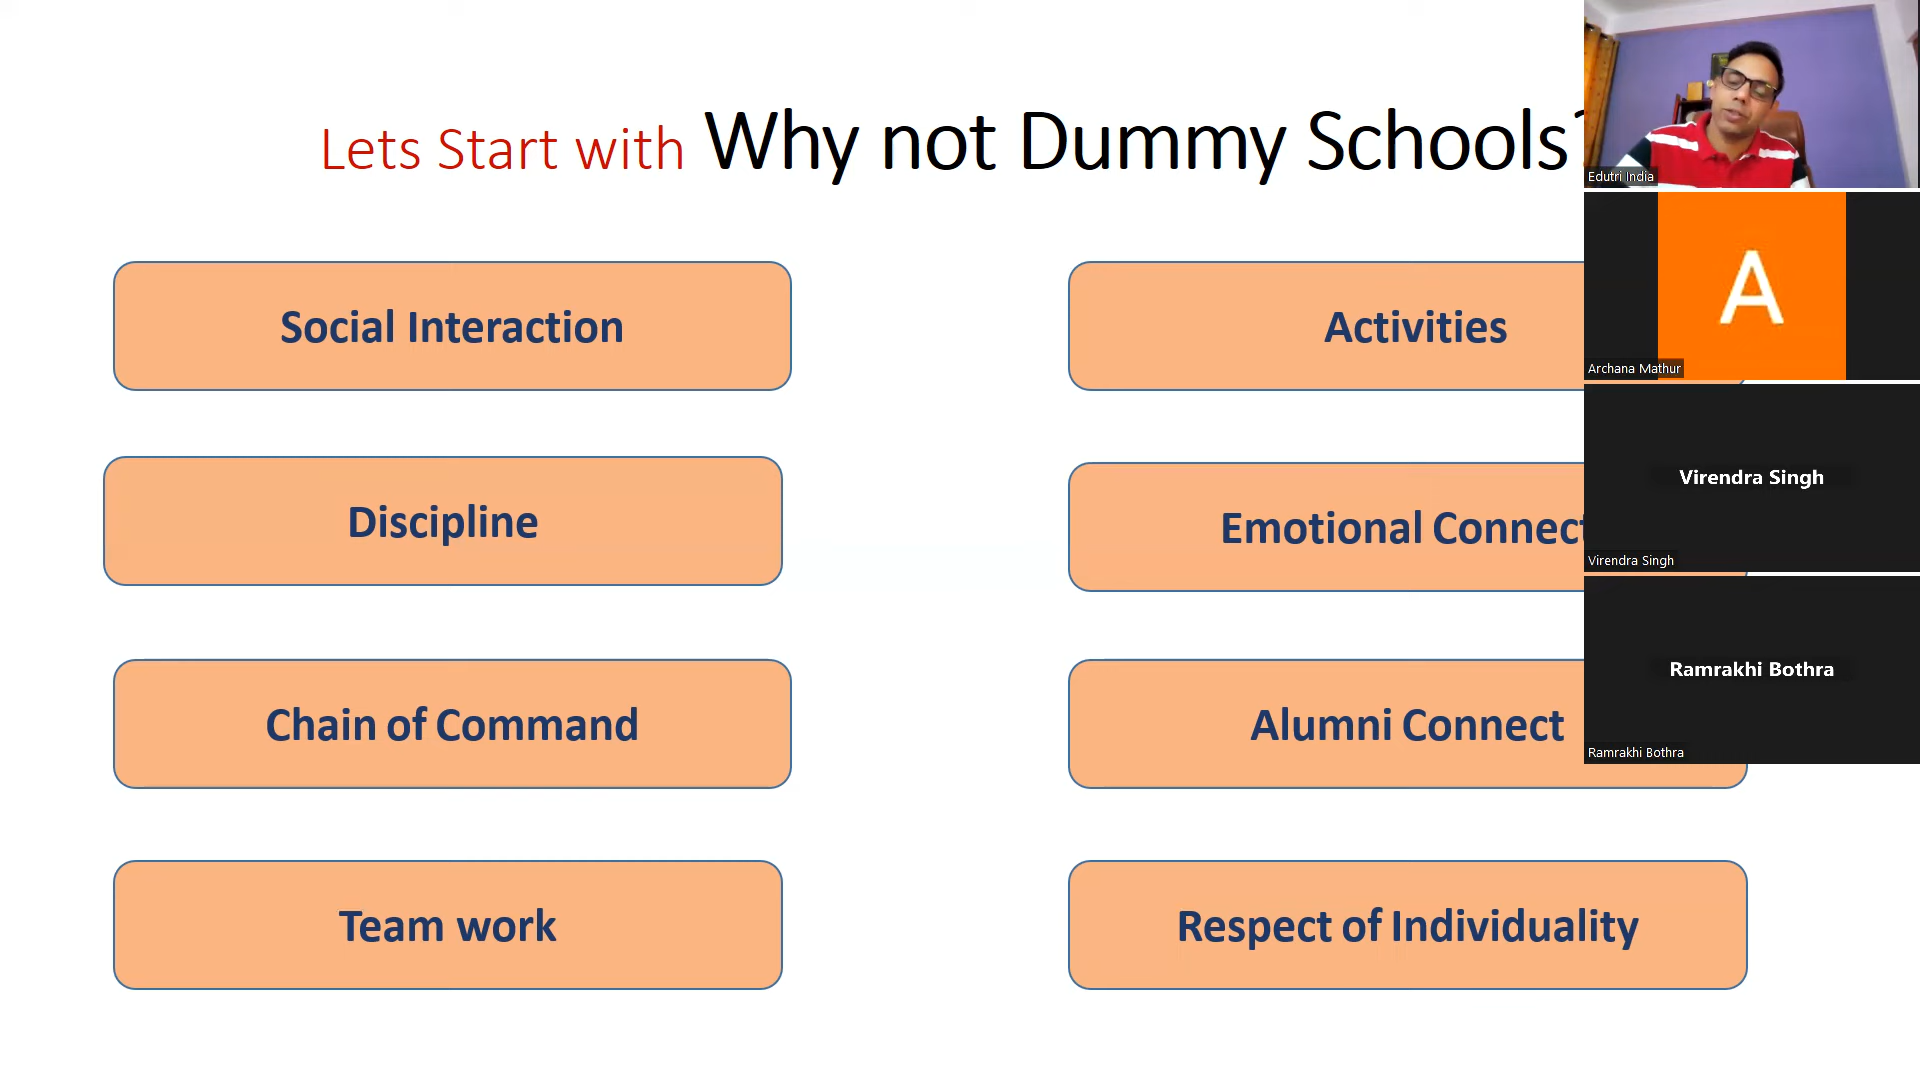 Lets Start with Why not Dummy Schools?
Social Interaction
Activities
Discipline
Emotional Connect
Chain of Command
Alumni Connect
Team work
Respect of Individuality
Edutri India
A
Archana Mathur
Virendra Singh
Virendra Singh
Ramrakhi Bothra
Ramrakhi Bothra